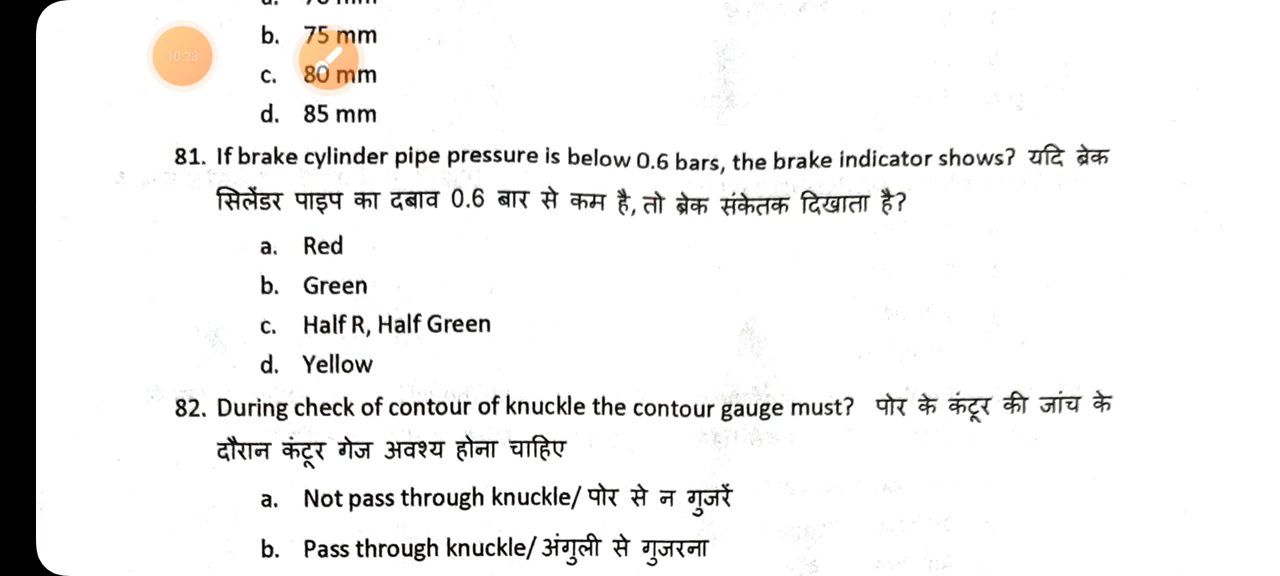 b. 75 mm
10:23
c. 80 mm
d. 85 mm
81. If brake cylinder pipe pressure is below 0.6 bars, the brake indicator shows? यदि ब्रेक
सिलेंडर पाइप का दबाव 0.6 बार से कम है, तो ब्रेक संकेतक दिखाता है?
a. Red
b. Green
c. Half R, Half Green
d. Yellow
82. During check of contour of knuckle the contour gauge must? पोर के कंटूर की जांच के
दौरान कंटूर गेज अवश्य होना चाहिए
a. Not pass through knuckle/ पोर से न गुजरें
b. Pass through knuckle/ अंगुली से गुजरना